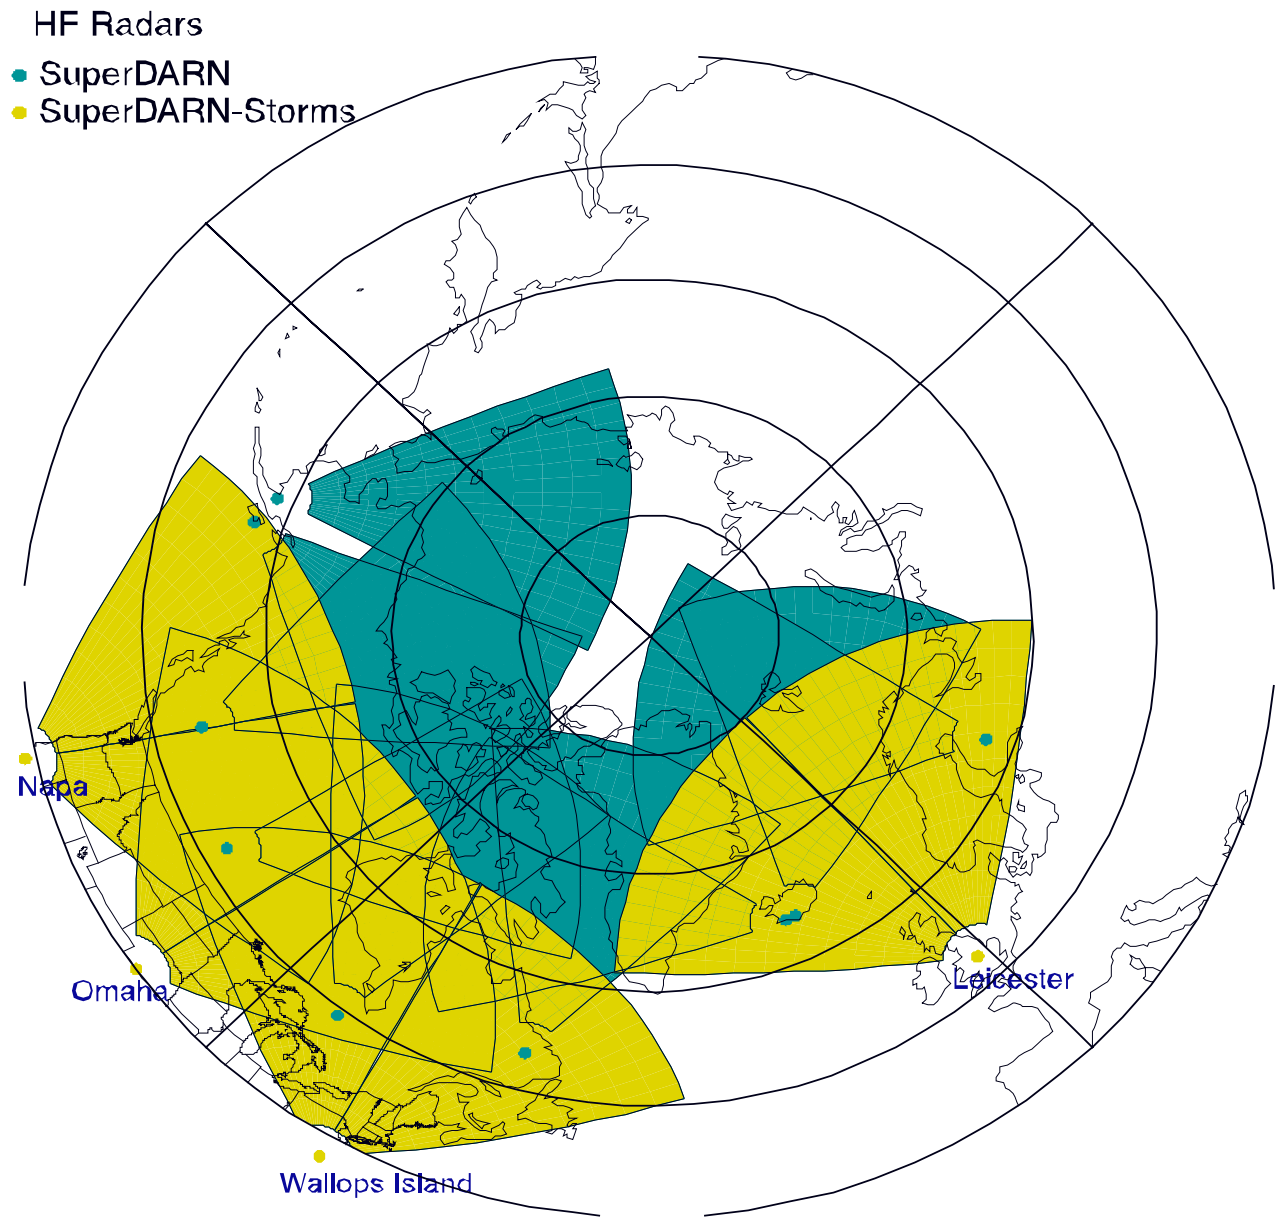 HF Radars
SuperDARN
SuperDARN-Storms
Napa
Omaha
Leicester
Wallops Island